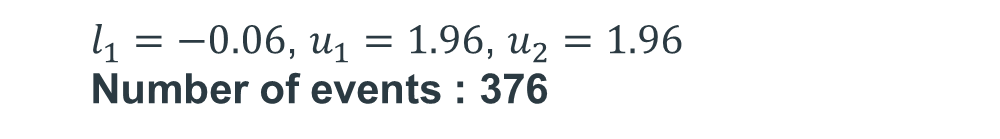 l₁ = −0.06, u₁ = 1.96, u₂ = 1.96
Number of events : 376